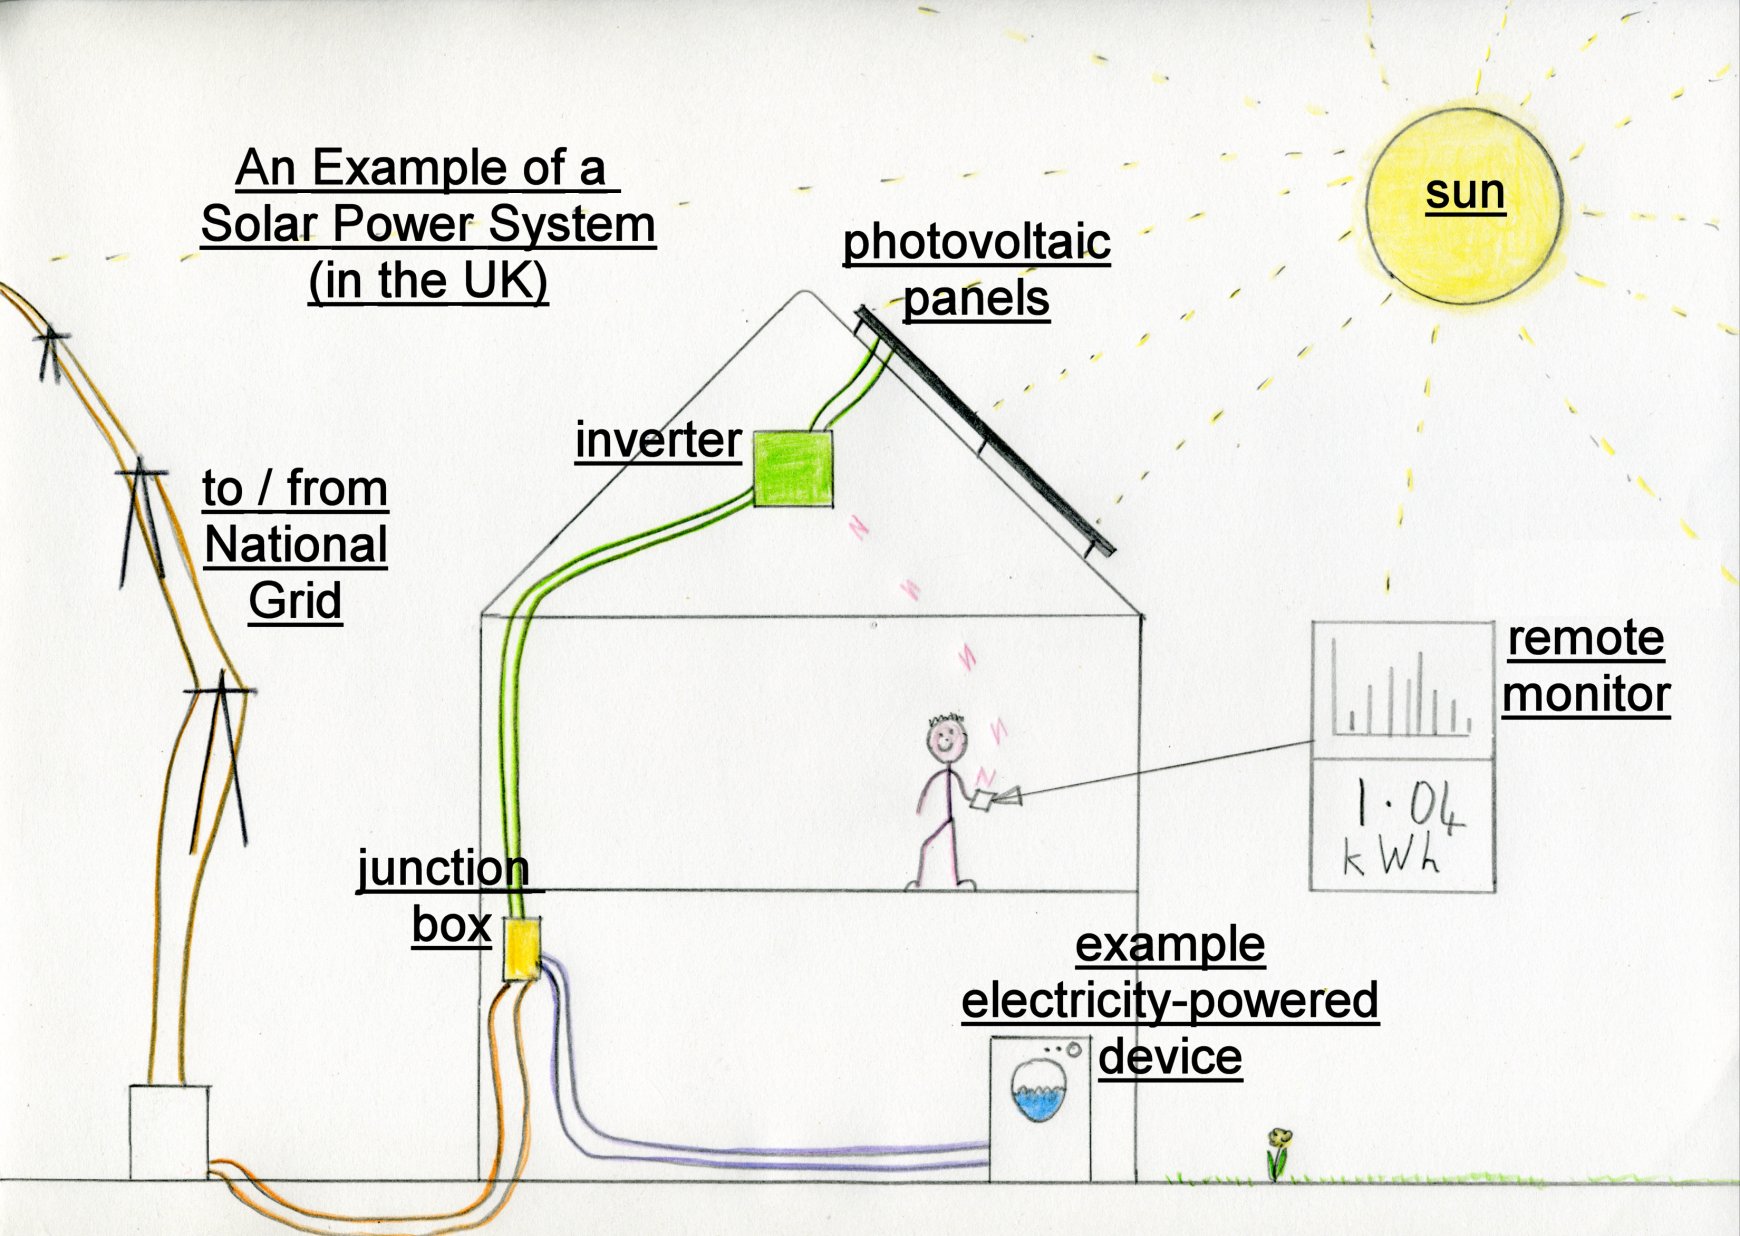 An Example of a
Solar Power System
(in the UK)
sun
photovoltaic
panels
inverter
to / from
National
Grid
remote
monitor
1.04
kWh
junction
box
example
electricity-powered
device